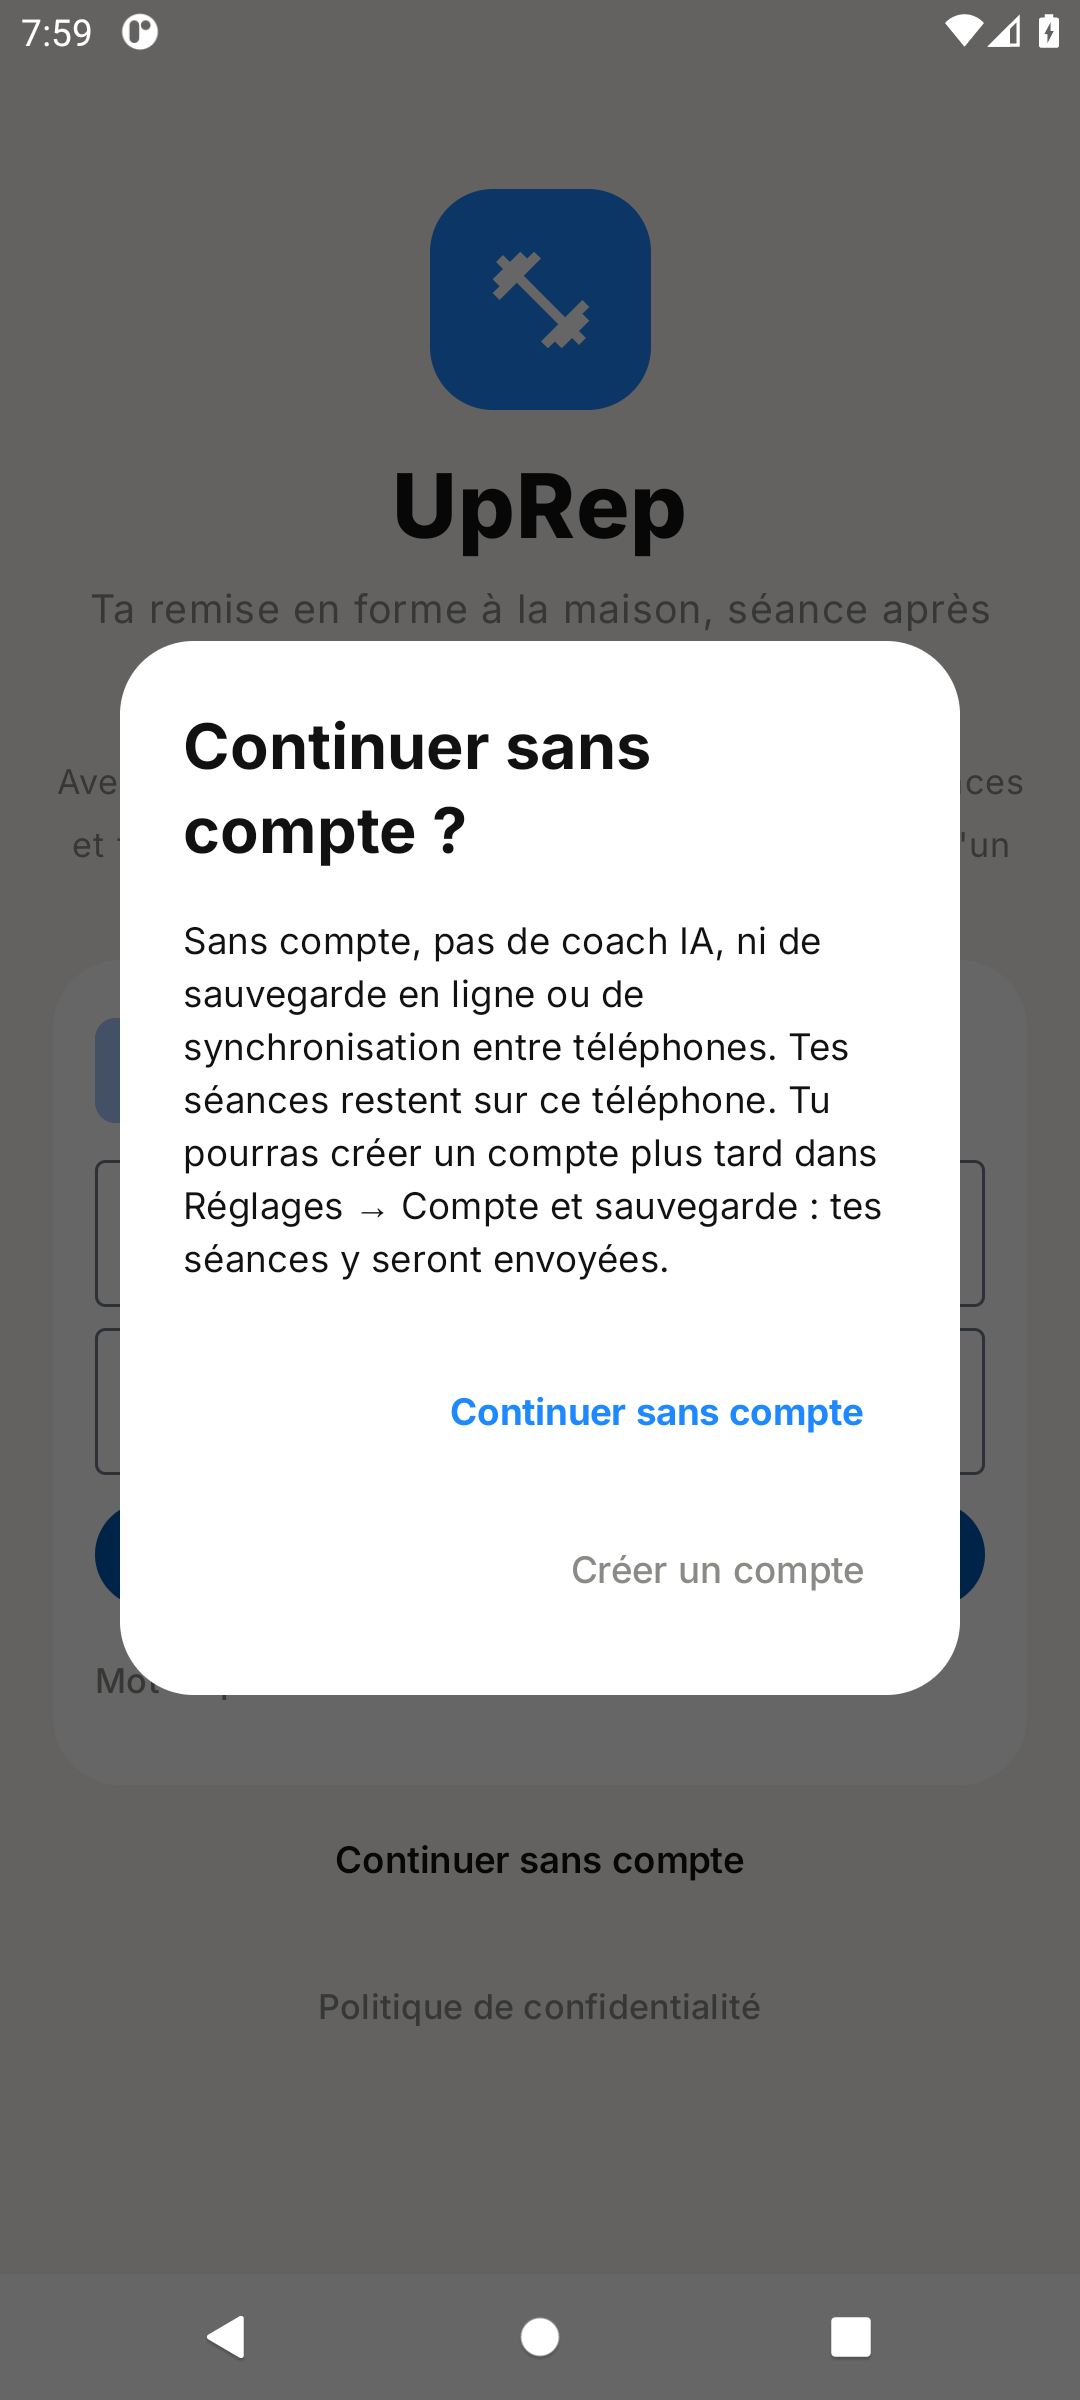 7:59
UpRep
Ta remise en forme à la maison, séance après
Continuer sans
compte ?
Sans compte, pas de coach IA, ni de
sauvegarde en ligne ou de
synchronisation entre téléphones. Tes
séances restent sur ce téléphone. Tu
pourras créer un compte plus tard dans
Réglages → Compte et sauvegarde : tes
séances y seront envoyées.
Continuer sans compte
Créer un compte
Continuer sans compte
Politique de confidentialité